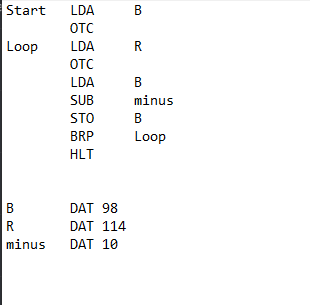 Start LDA B
OTC
Loop LDA R
OTC
LDA B
SUB minus
STO B
BRP Loop
HLT
B DAT 98
R DAT 114
minus DAT 10